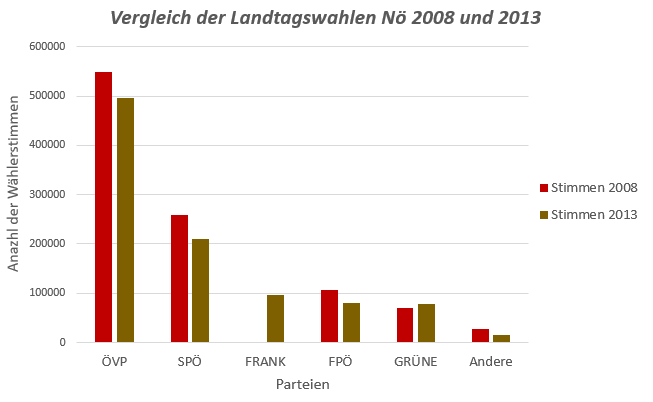 Vergleich der Landtagswahlen Nö 2008 und 2013
600000
500000
400000
300000
200000
100000
0
Anazhl der Wählerstimmen
ÖVP SPÖ FRANK FPÖ GRÜNE Andere
Parteien
Stimmen 2008
Stimmen 2013